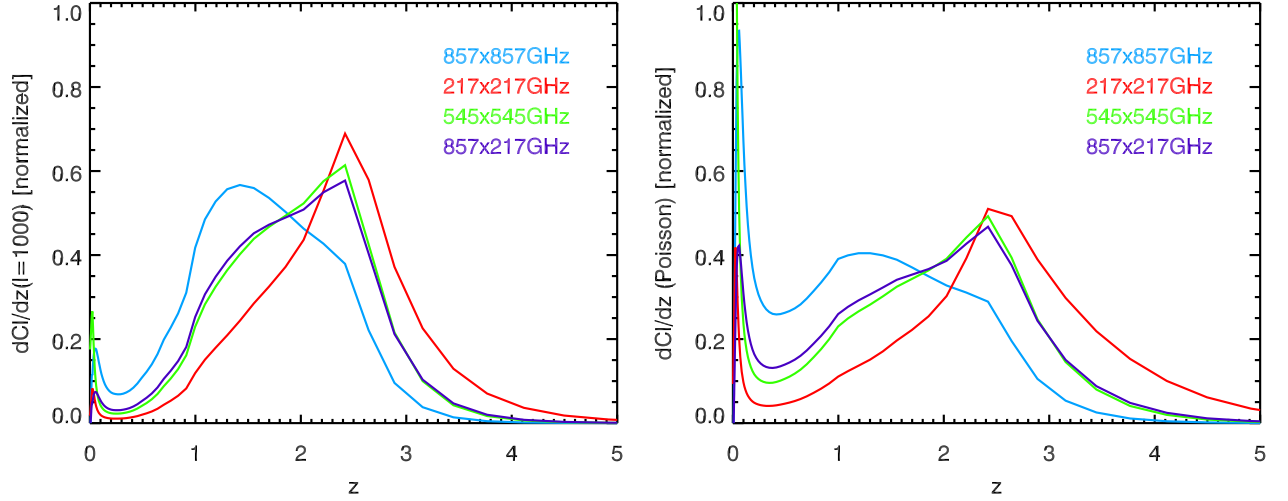 1.0
0.8
0.6
0.4
0.2
0.0
dCl/dz(l=1000) [normalized]
857x857GHz
217x217GHz
545x545GHz
857x217GHz
0 1 2 3 4 5
z
1.0
0.8
0.6
0.4
0.2
0.0
dCl/dz (Poisson) [normalized]
857x857GHz
217x217GHz
545x545GHz
857x217GHz
0 1 2 3 4 5
z